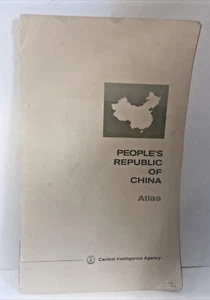 PEOPLE'S
REPUBLIC
OF
CHINA
Atlas
Central Intelligence Agency